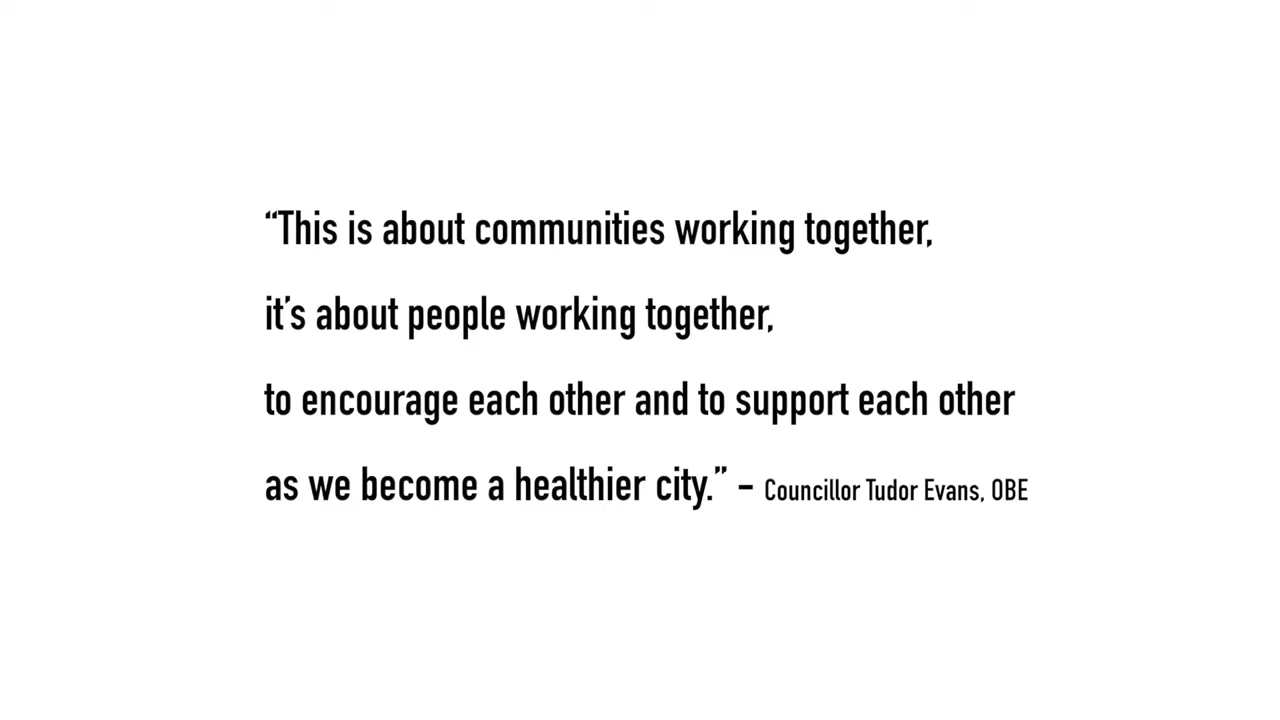 “This is about communities working together,
it’s about people working together,
to encourage each other and to support each other
as we become a healthier city.” – Councillor Tudor Evans, OBE